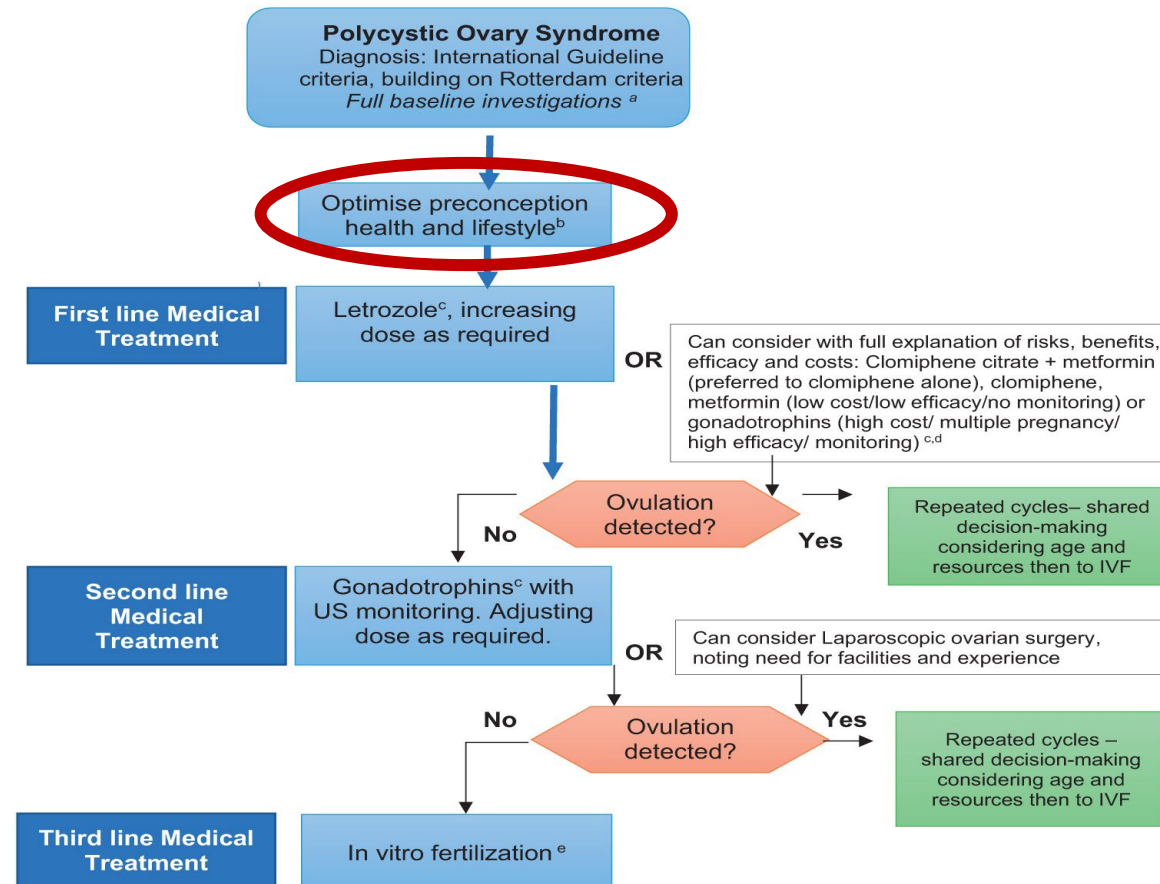 Polycystic Ovary Syndrome
Diagnosis: International Guideline
criteria, building on Rotterdam criteria
Full baseline investigations a
Optimise preconception
health and lifestyleb
First line Medical
Treatment
Letrozolec, increasing
dose as required
OR
Can consider with full explanation of risks, benefits,
efficacy and costs: Clomiphene citrate + metformin
(preferred to clomiphene alone), clomiphene,
metformin (low cost/low efficacy/no monitoring) or
gonadotrophins (high cost/ multiple pregnancy/
high efficacy/ monitoring) c,d
Ovulation
detected?
No
Yes
Repeated cycles– shared
decision-making
considering age and
resources then to IVF
Second line
Medical
Treatment
Gonadotrophinsc with
US monitoring. Adjusting
dose as required.
OR
Can consider Laparoscopic ovarian surgery,
noting need for facilities and experience
No
Ovulation
detected?
Yes
Repeated cycles –
shared decision-making
considering age and
resources then to IVF
Third line Medical
Treatment
In vitro fertilization e